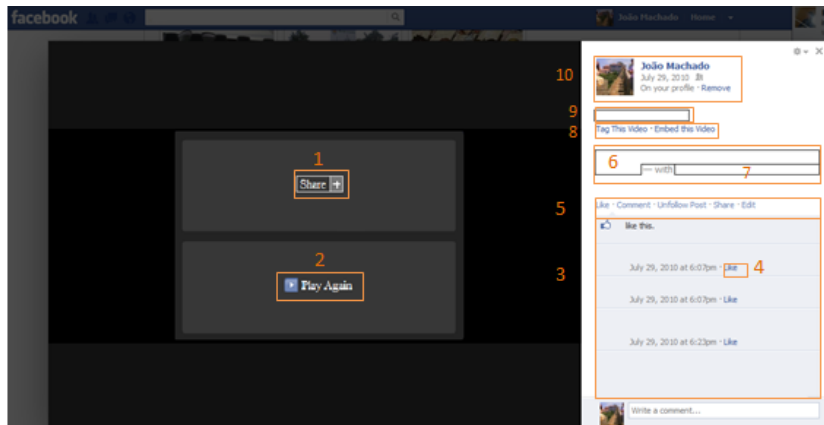 facebook
João Machado Home
10
João Machado
July 29, 2010
On your profile · Remove
9
8
Tag This Video · Embed this Video
1
Share +
6
— with
7
5
Like · Comment · Unfollow Post · Share · Edit
like this.
2
Play Again
3
July 29, 2010 at 6:07pm · Like
4
July 29, 2010 at 6:07pm · Like
July 29, 2010 at 6:23pm · Like
Write a comment...